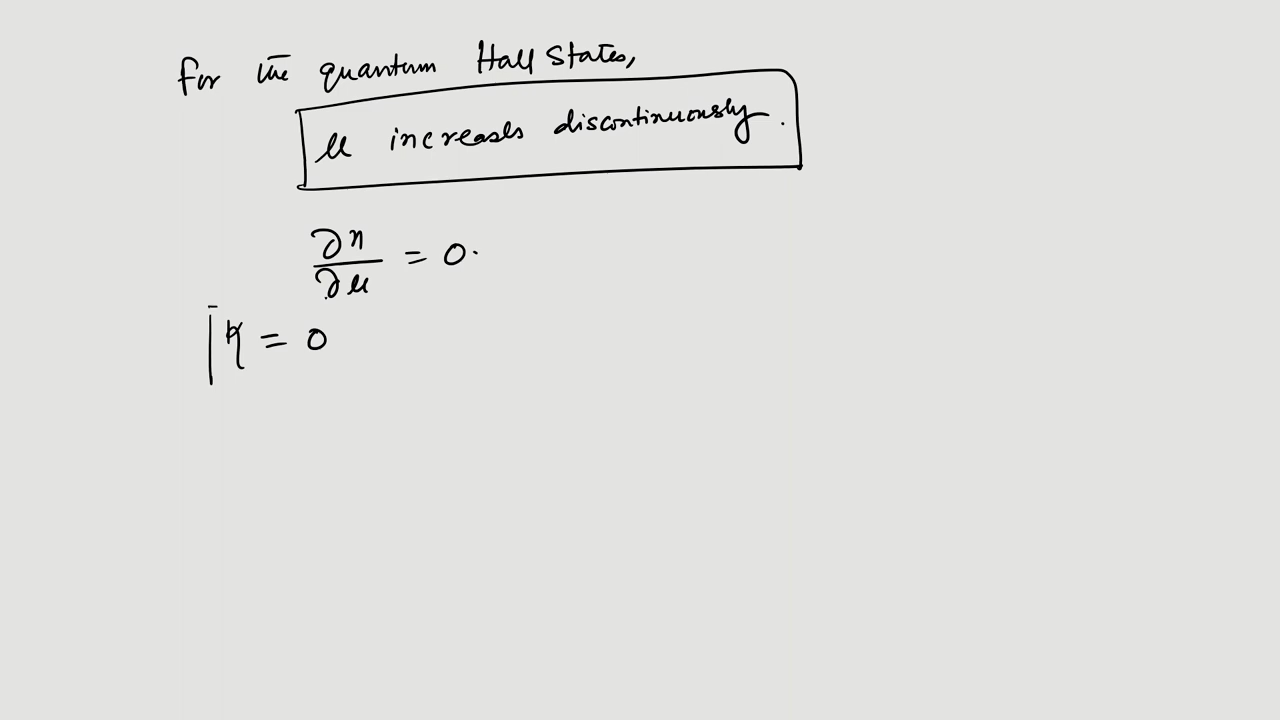 For the quantum Hall States,
μ increases discontinuously.
∂n/∂μ = 0.
K = 0